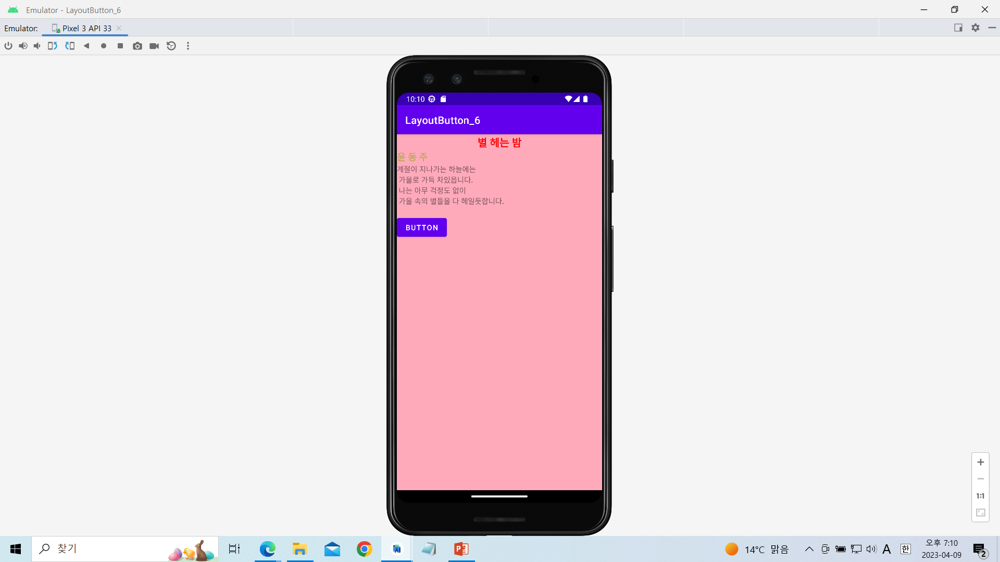 Emulator - LayoutButton_6
Emulator: Pixel 3 API 33
10:10
LayoutButton_6
별 헤는 밤
윤 동 주
계절이 지나가는 하늘에는
가을로 가득 차있읍니다.
나는 아무 걱정도 없이
가을 속의 별들을 다 헤일듯합니다.
BUTTON
1:1
찾기
14°C 맑음
A
한
오후 7:10
2023-04-09
2